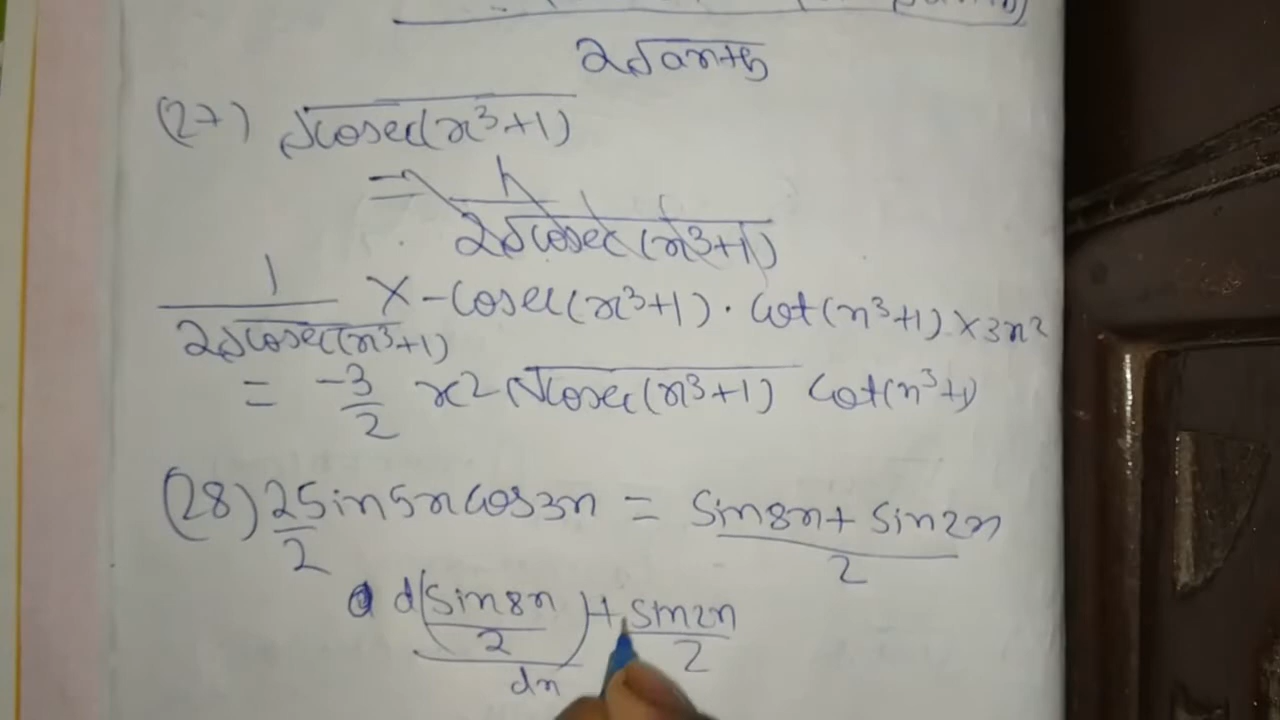 2√ax+b
(27) √cosec(x³+1)
= 1
2√cosec(x³+1)
1/2√cosec(x³+1) × -cosec(x³+1) · cot(x³+1) × 3x²
= -3/2 x² √cosec(x³+1) cot(x³+1)
(28) 2/2 sin5x cos3x = sin8x + sin2x / 2
d(sin8x/2)/dx + sin2x/2